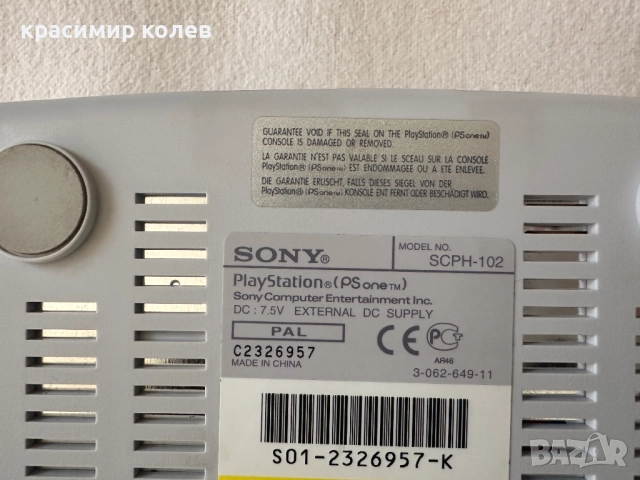 красимир колев
GUARANTEE VOID IF THIS SEAL ON THE PlayStation® (PSone™)
CONSOLE IS DAMAGED OR REMOVED.
LA GARANTIE N'EST PAS VALABLE SI LE SCEAU SUR LA CONSOLE
PlayStation® (PSone™) EST ENDOMMAGEE OU A ETE ENLEVEE.
DIE GARANTIE ERLISCHT, FALLS DIESES SIEGEL VON DER
PlayStation® (PSone™) KONSOLE ENTFERNT ODER BESCHÄDIGT WIRD.
SONY®
MODEL NO.
SCPH-102
PlayStation®(PSone™)
Sony Computer Entertainment Inc.
DC : 7.5V EXTERNAL DC SUPPLY
PAL
C2326957
MADE IN CHINA
CE
AR46
3-062-649-11
S01-2326957-K
BAZAR